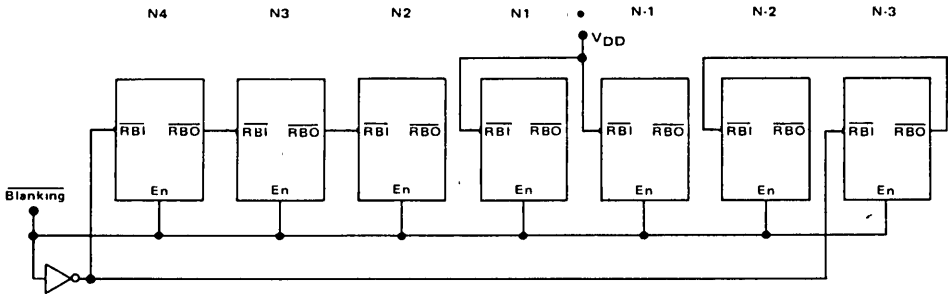 N4 N3 N2 N1 • N-1 N-2 N-3
VDD
RBI RBO RBI RBO RBI RBO RBI RBO RBI RBO RBI RBO RBI RBO
En En En En En En En
Blanking